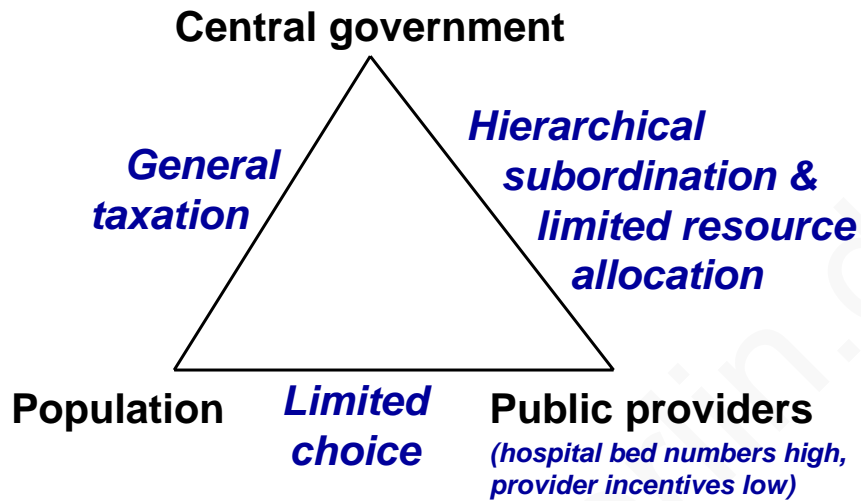 Central government
General
taxation
Hierarchical
subordination &
limited resource
allocation
Population
Limited
choice
Public providers
(hospital bed numbers high,
provider incentives low)